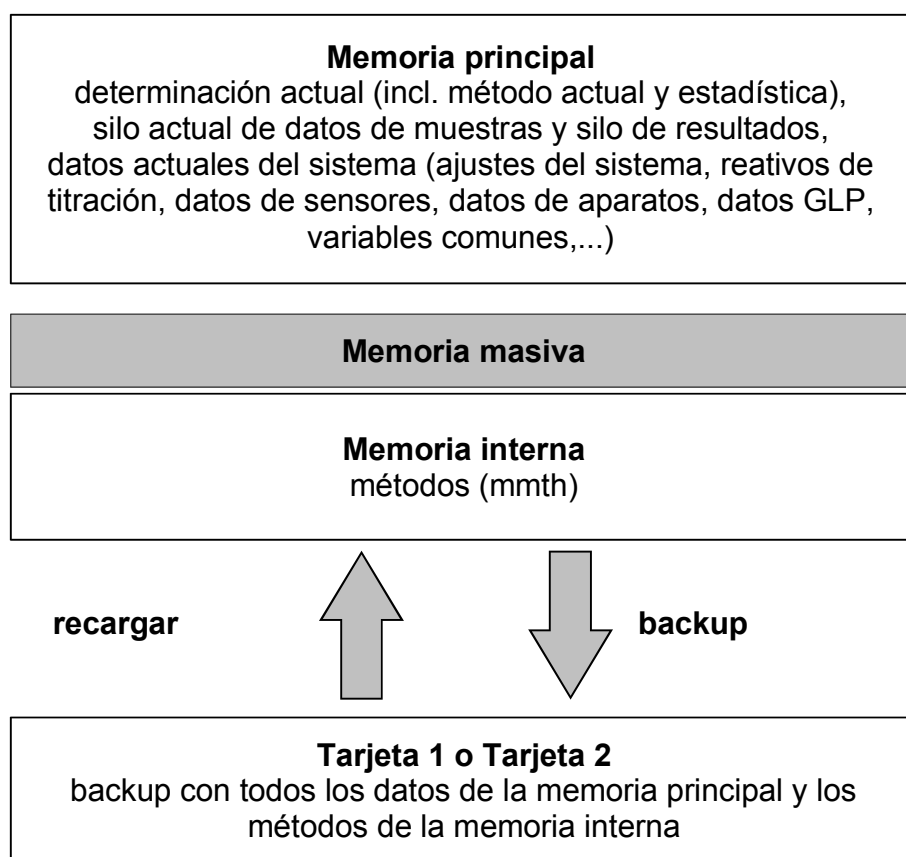 Memoria principal
determinación actual (incl. método actual y estadística),
silo actual de datos de muestras y silo de resultados,
datos actuales del sistema (ajustes del sistema, reativos de
titración, datos de sensores, datos de aparatos, datos GLP,
variables comunes,...)
Memoria masiva
Memoria interna
métodos (mmth)
recargar
backup
Tarjeta 1 o Tarjeta 2
backup con todos los datos de la memoria principal y los
métodos de la memoria interna